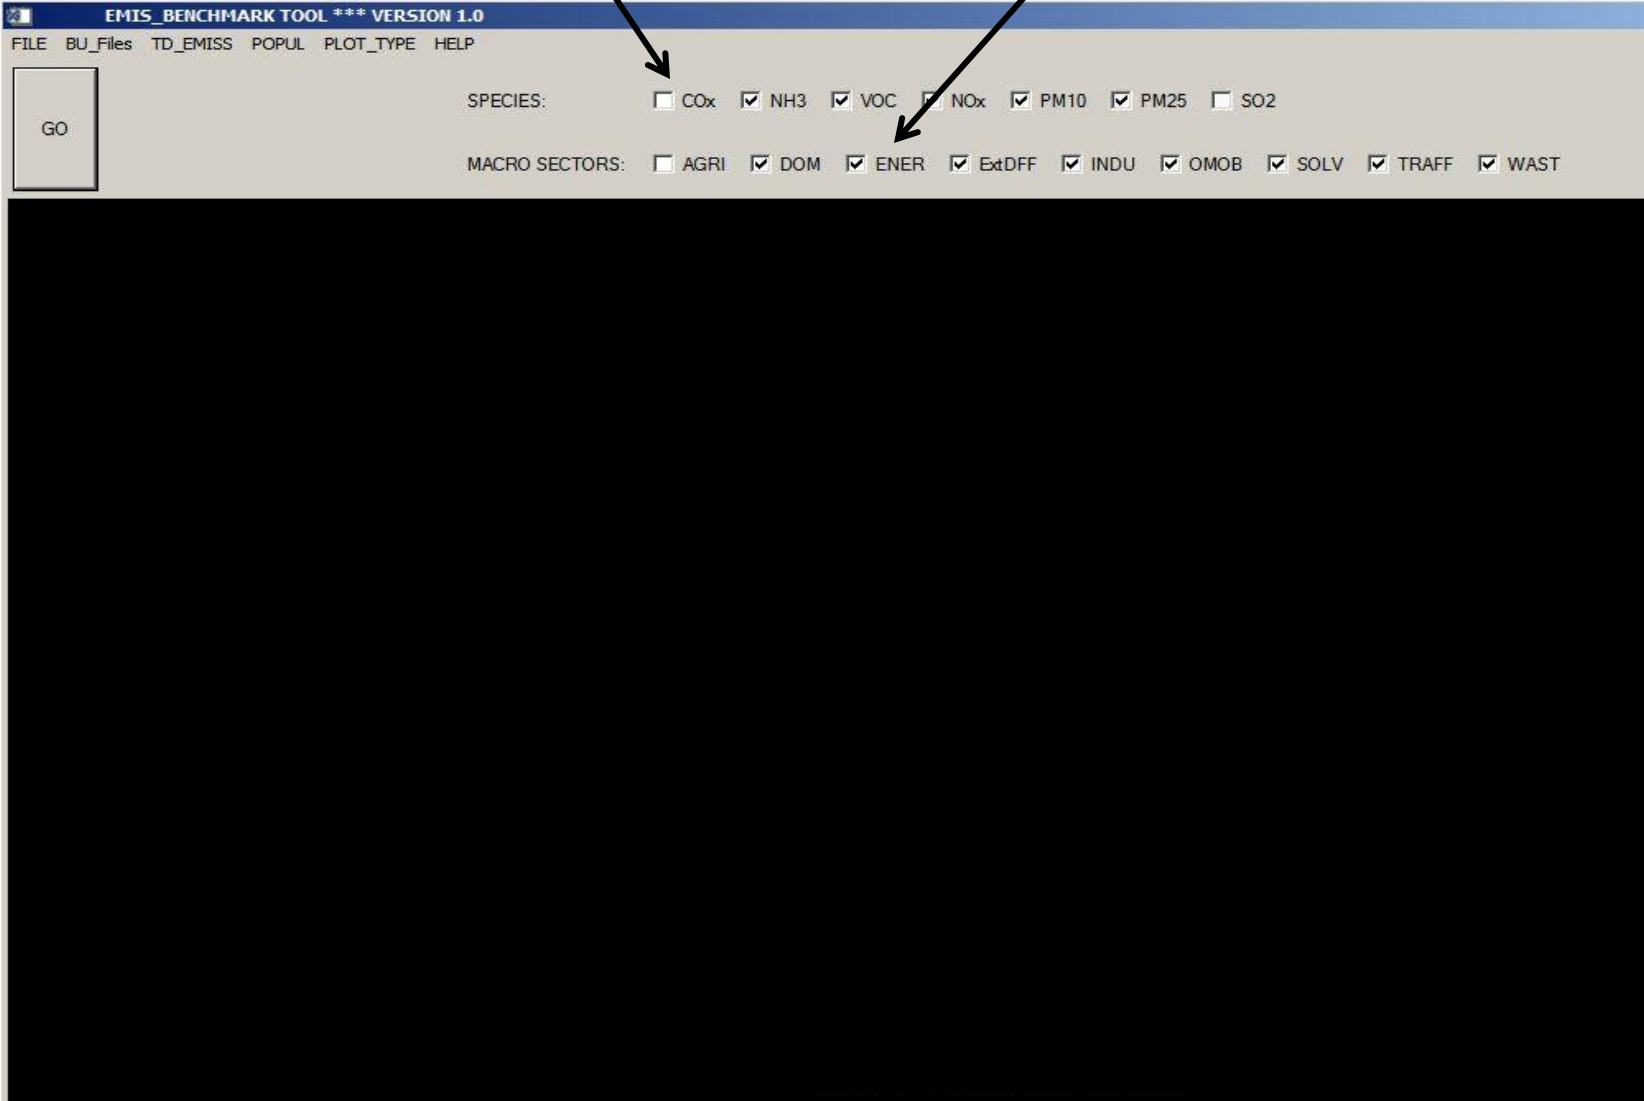 EMIS_BENCHMARK TOOL *** VERSION 1.0
FILE BU_Files TD_EMISS POPUL PLOT_TYPE HELP
GO
SPECIES: COx NH3 VOC NOx PM10 PM25 SO2
MACRO SECTORS: AGRI DOM ENER ExtDFF INDU OMOB SOLV TRAFF WAST